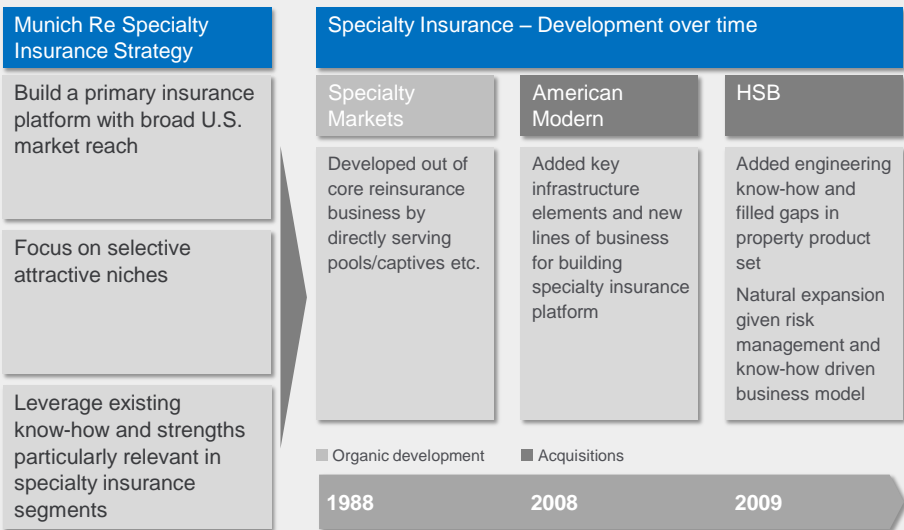 Munich Re Specialty
Insurance Strategy
Build a primary insurance
platform with broad U.S.
market reach
Focus on selective
attractive niches
Leverage existing
know-how and strengths
particularly relevant in
specialty insurance
segments
Specialty Insurance – Development over time
Specialty
Markets
Developed out of
core reinsurance
business by
directly serving
pools/captives etc.
American
Modern
Added key
infrastructure
elements and new
lines of business
for building
specialty insurance
platform
HSB
Added engineering
know-how and
filled gaps in
property product
set
Natural expansion
given risk
management and
know-how driven
business model
Organic development
Acquisitions
1988
2008
2009